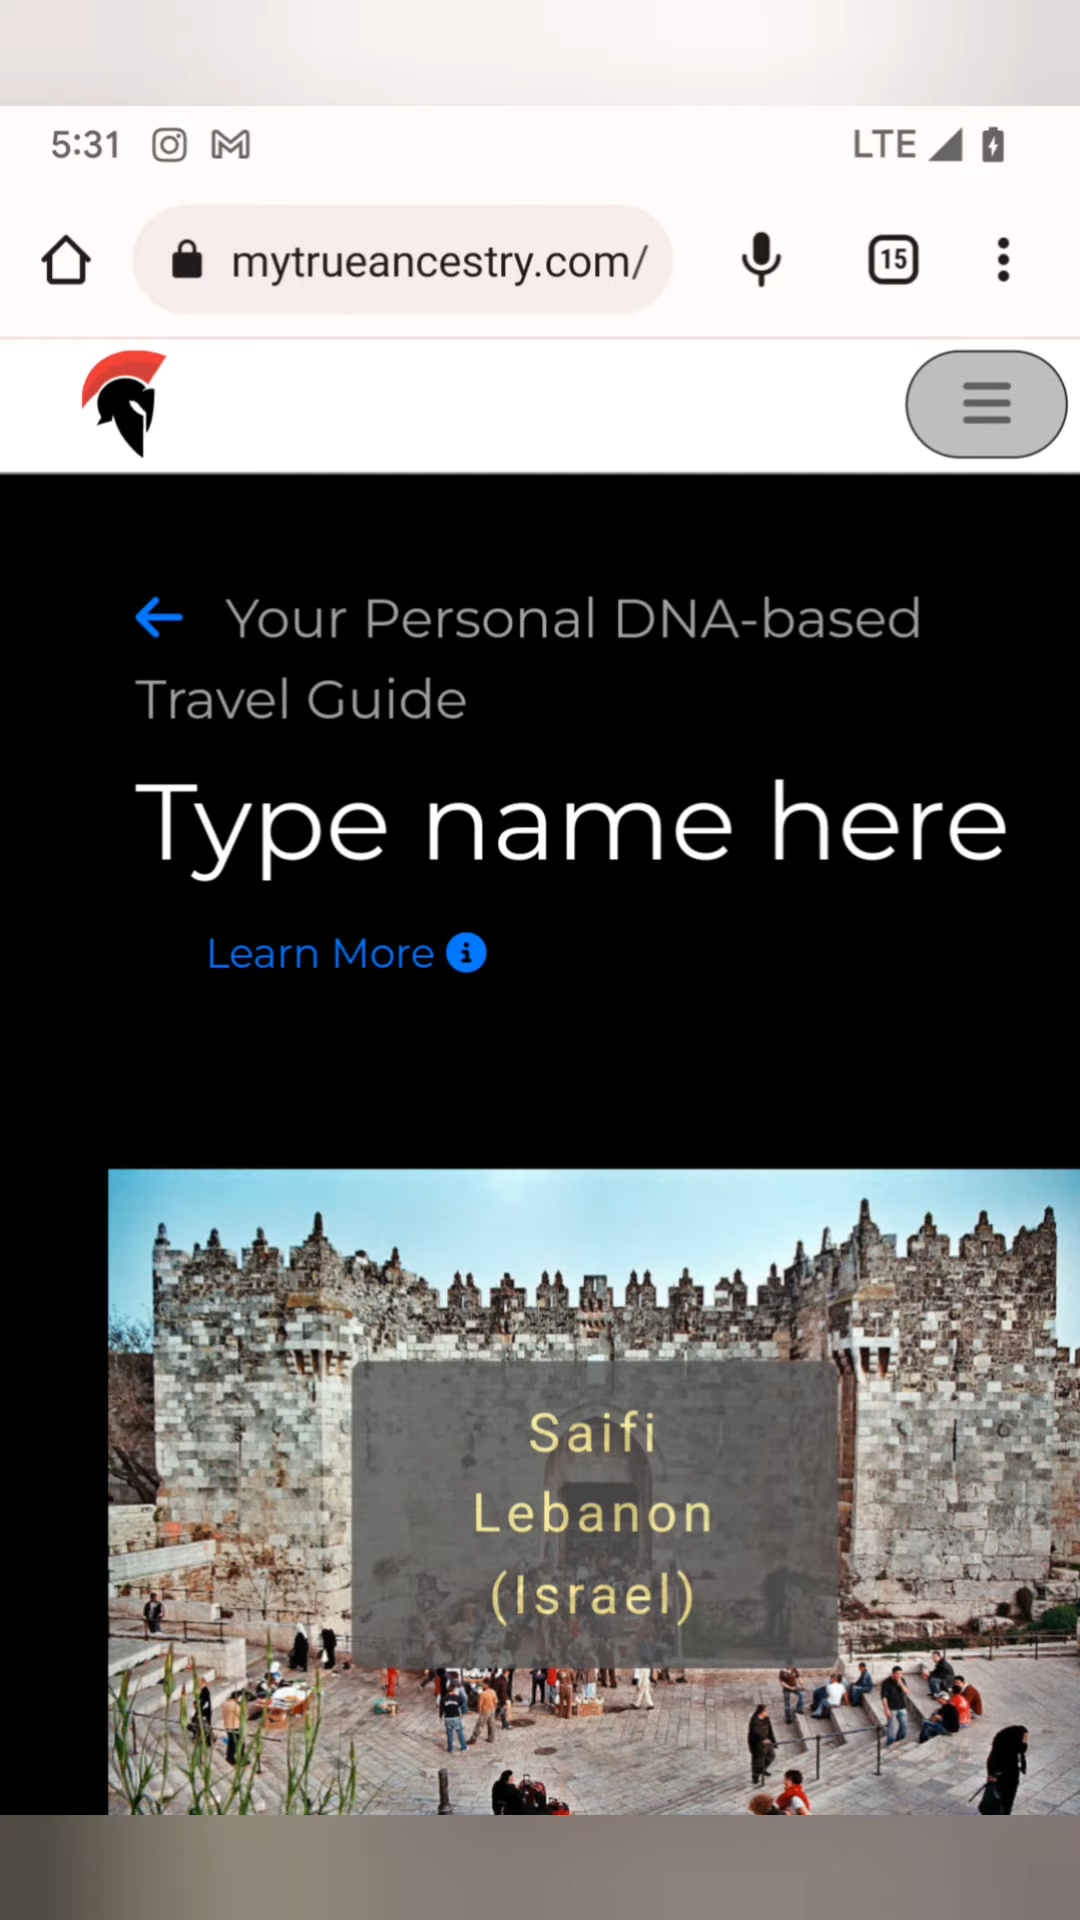 5:31 LTE
mytrueancestry.com/ 15
Your Personal DNA-based
Travel Guide
Type name here
Learn More
Saifi
Lebanon
(Israel)